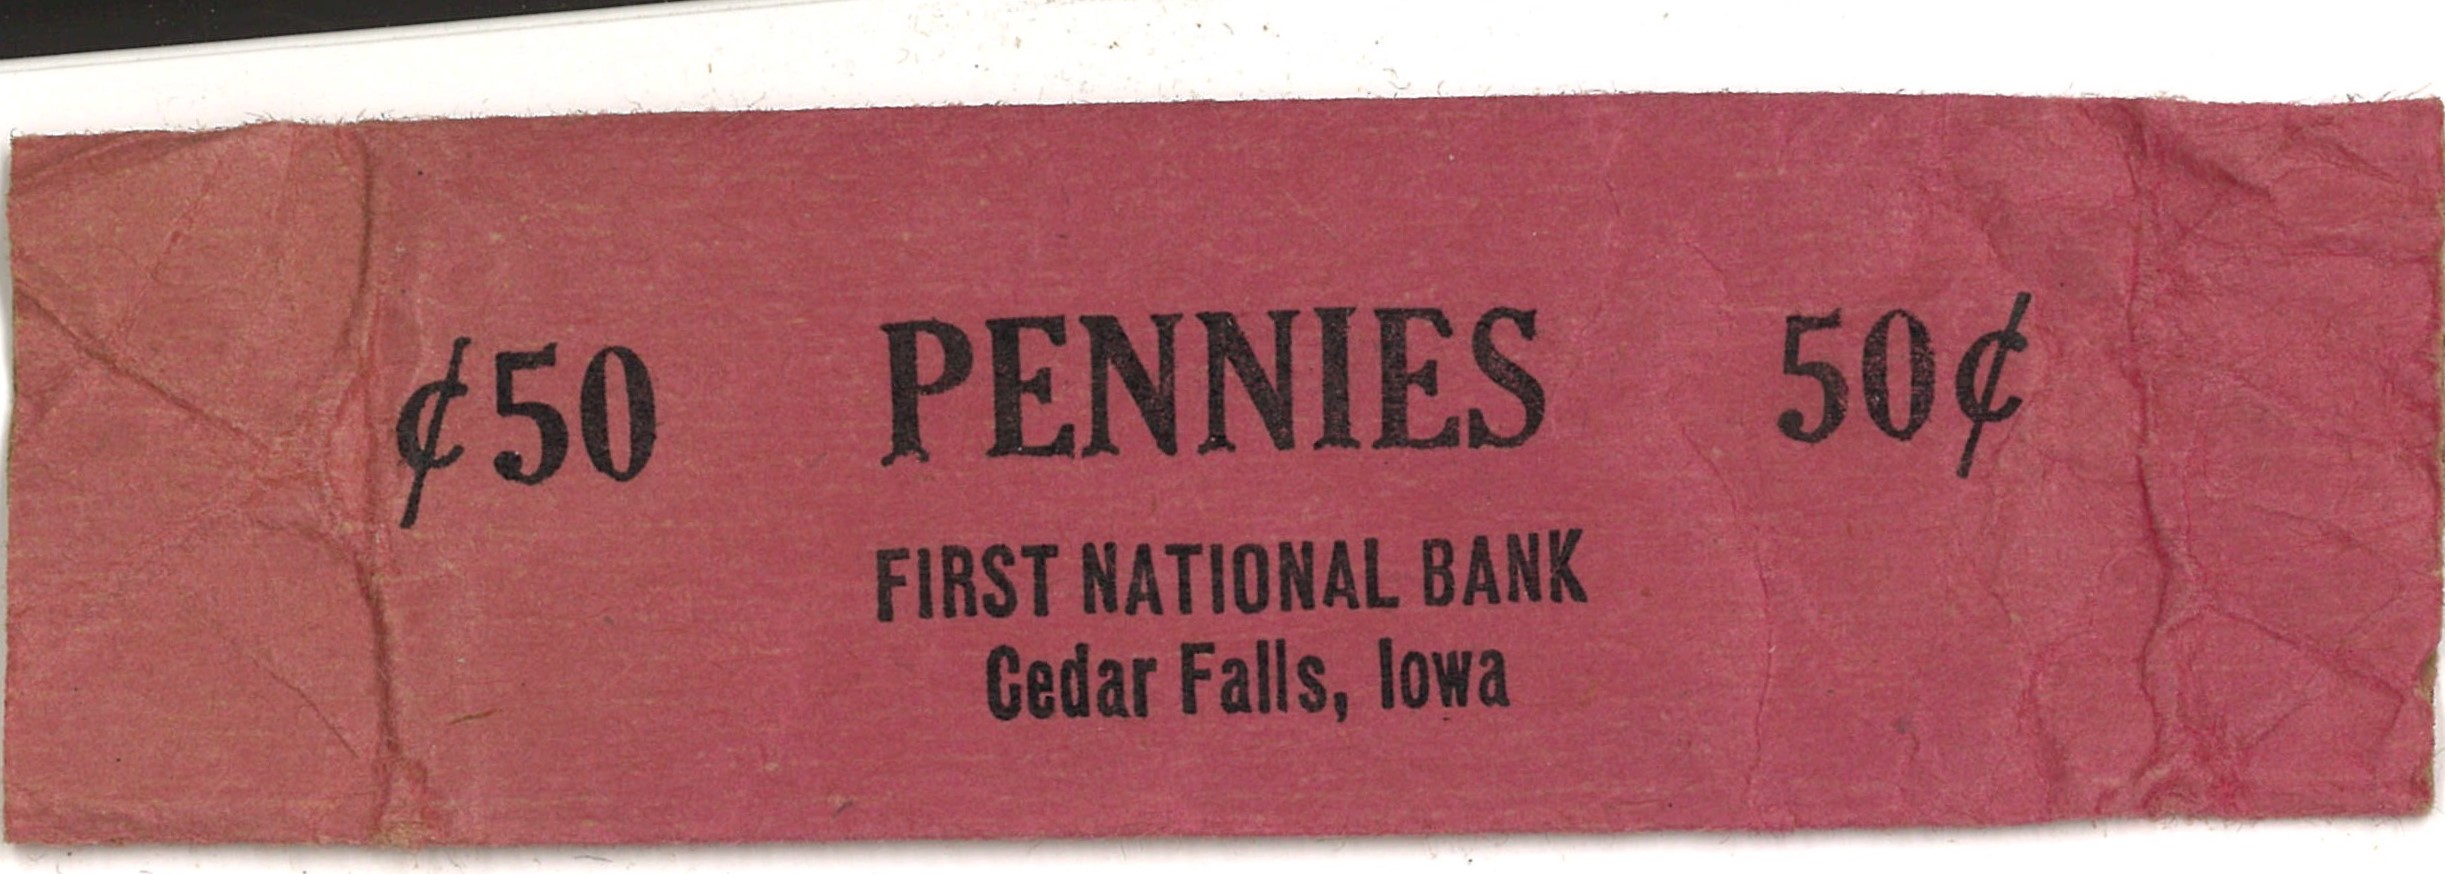 ¢50 PENNIES 50¢
FIRST NATIONAL BANK
Cedar Falls, Iowa